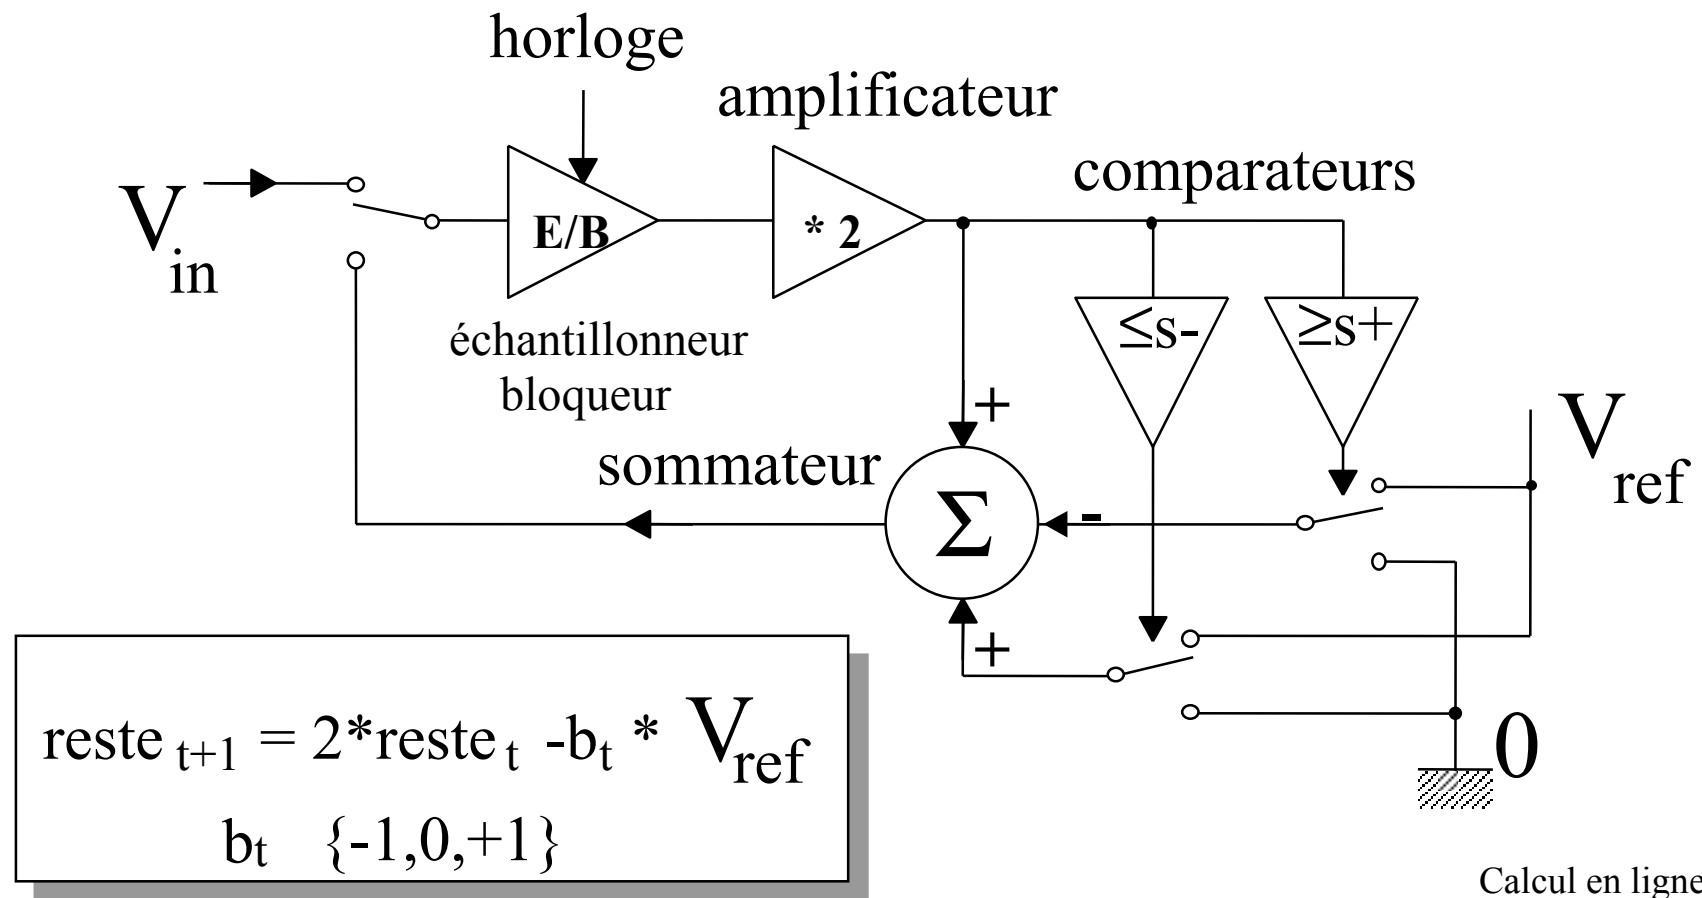 horloge
amplificateur
comparateurs
V in
E/B
* 2
≤s-
≥s+
échantillonneur
bloqueur
+
V ref
sommateur
Σ
-
+
reste t+1 = 2*reste t -bt * Vref
bt {-1,0,+1}
0
Calcul en ligne